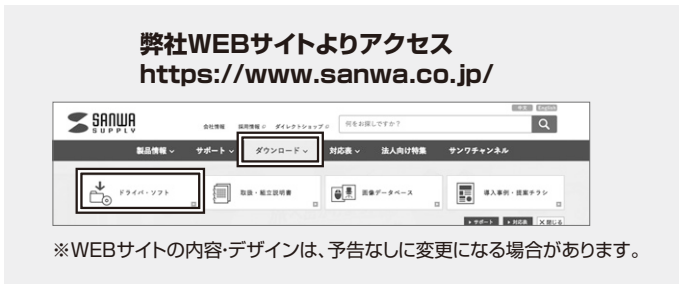 弊社WEBサイトよりアクセス
https://www.sanwa.co.jp/
中文 English
SANWA SUPPLY
会社情報 採用情報 ダイレクトショップ 何をお探しですか?
製品情報 サポート ダウンロード 対応表 法人向け特集 サンワチャンネル
ドライバ・ソフト 取扱・組立説明書 画像データベース 導入事例・提案チラシ
サポート 対応表 ×閉じる
※WEBサイトの内容・デザインは、予告なしに変更になる場合があります。